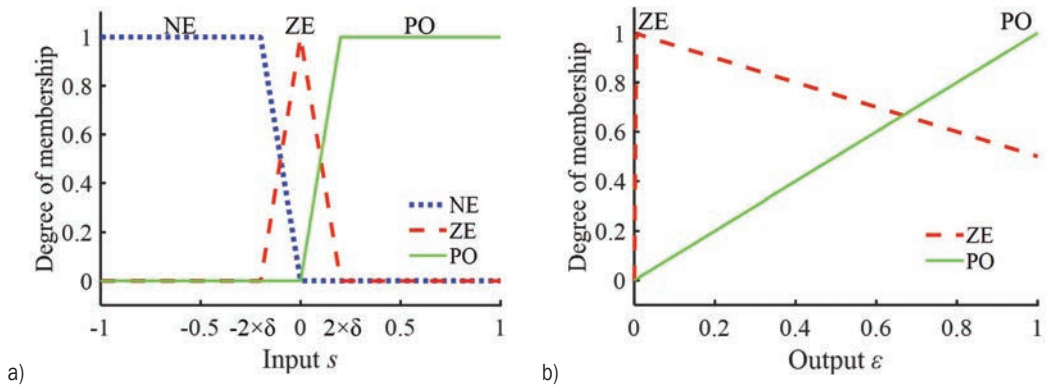 NE ZE PO
1
0.8
0.6
0.4
0.2
0
Degree of membership
NE
ZE
PO
-1 -0.5 -2×δ 0 2×δ 0.5 1
Input s
a)
ZE PO
1
0.8
0.6
0.4
0.2
0
Degree of membership
ZE
PO
0 0.2 0.4 0.6 0.8 1
Output ε
b)